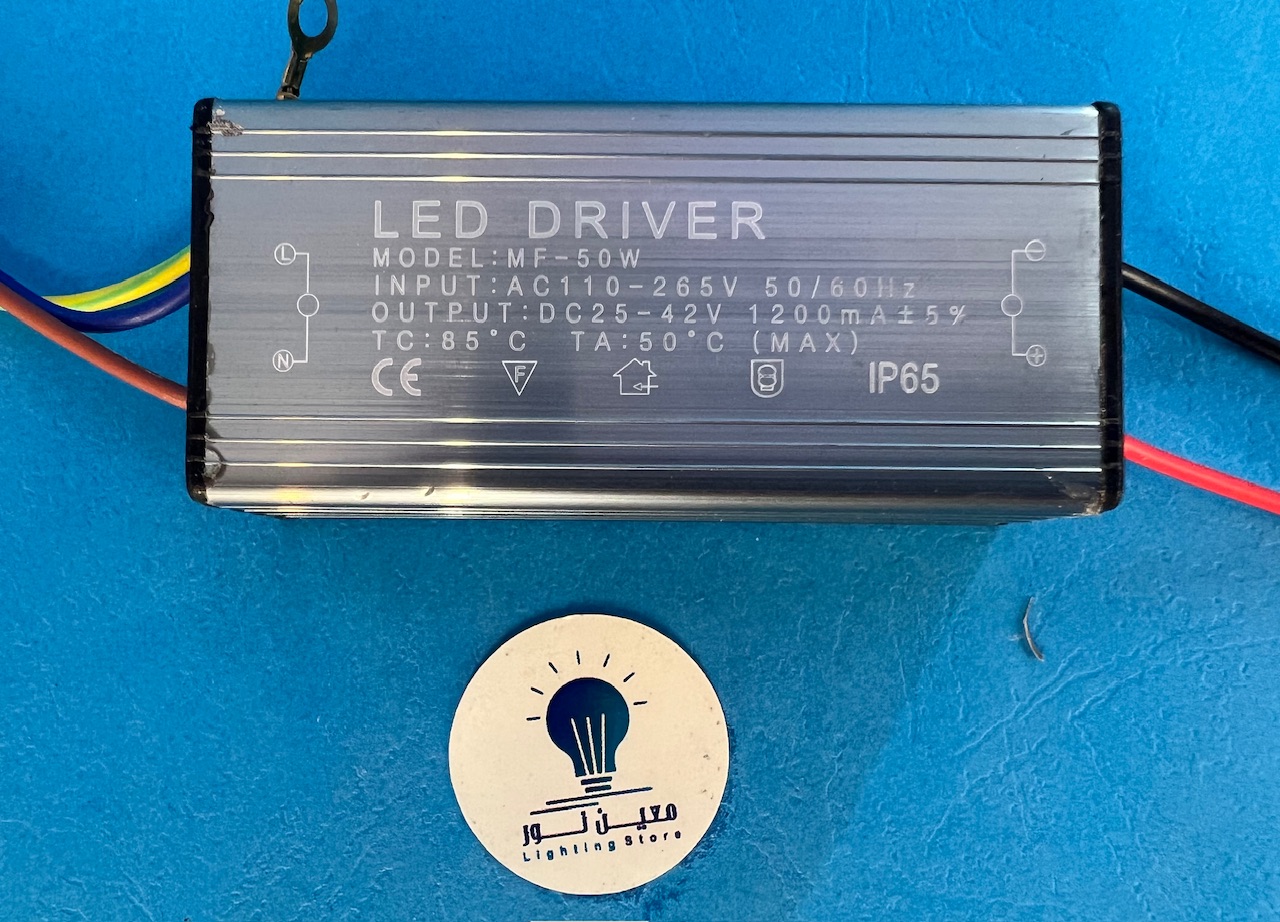 LED DRIVER
MODEL:MF-50W
INPUT:AC110-265V 50/60Hz
OUTPUT:DC25-42V 1200mA±5%
TC:85°C TA:50°C (MAX)
CE F IP65
L
N
−
+
معین نور
Lighting Store